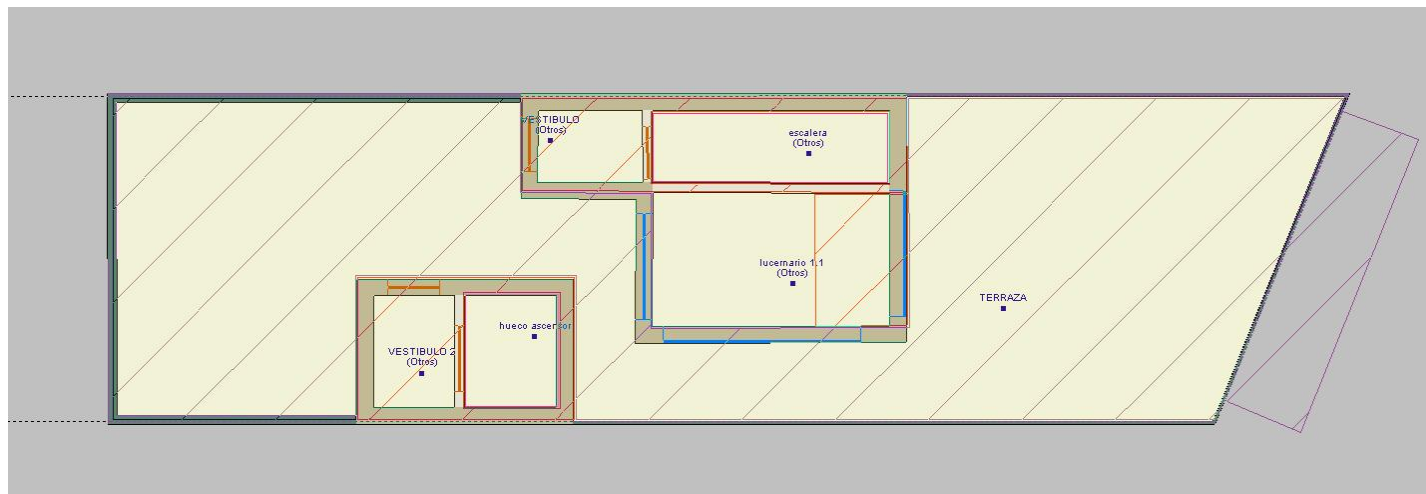 VESTIBULO
(Otros)
escalera
(Otros)
lucernario 1.1
(Otros)
TERRAZA
hueco ascensor
VESTIBULO 2
(Otros)